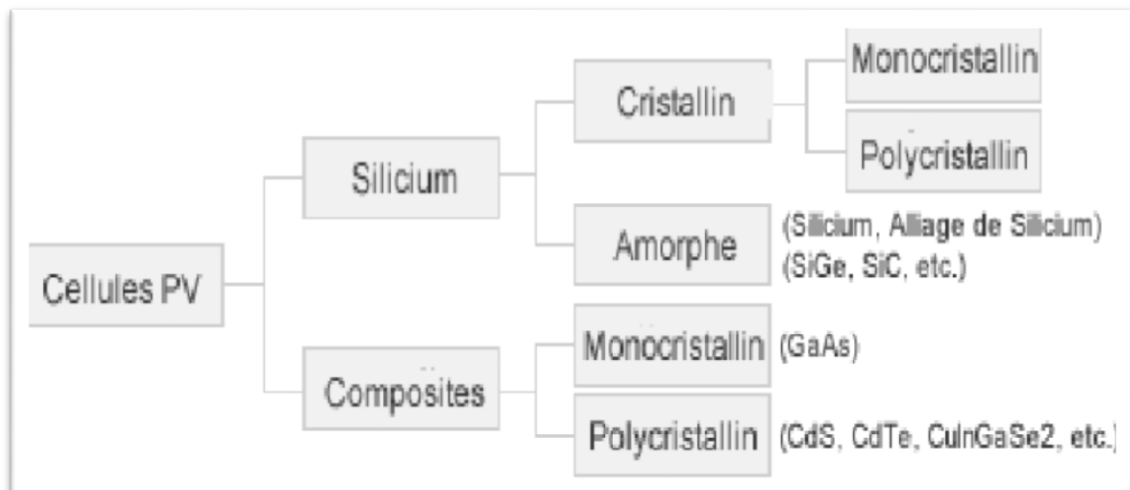 Monocristallin
Cristallin
Polycristallin
Silicium
Amorphe
(Silicium, Alliage de Silicium)
(SiGe, SiC, etc.)
Cellules PV
Monocristallin
(GaAs)
Composites
Polycristallin
(CdS, CdTe, CuInGaSe2, etc.)